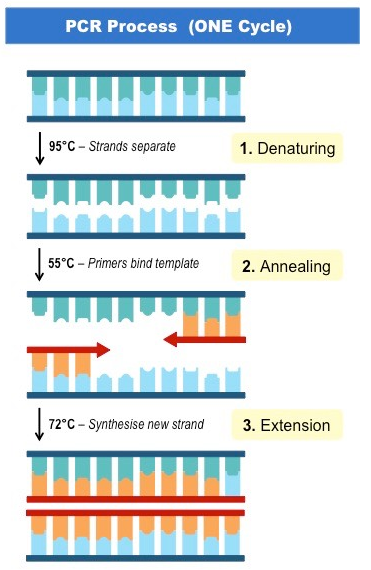 PCR Process (ONE Cycle)
95°C – Strands separate
1. Denaturing
55°C – Primers bind template
2. Annealing
72°C – Synthesise new strand
3. Extension